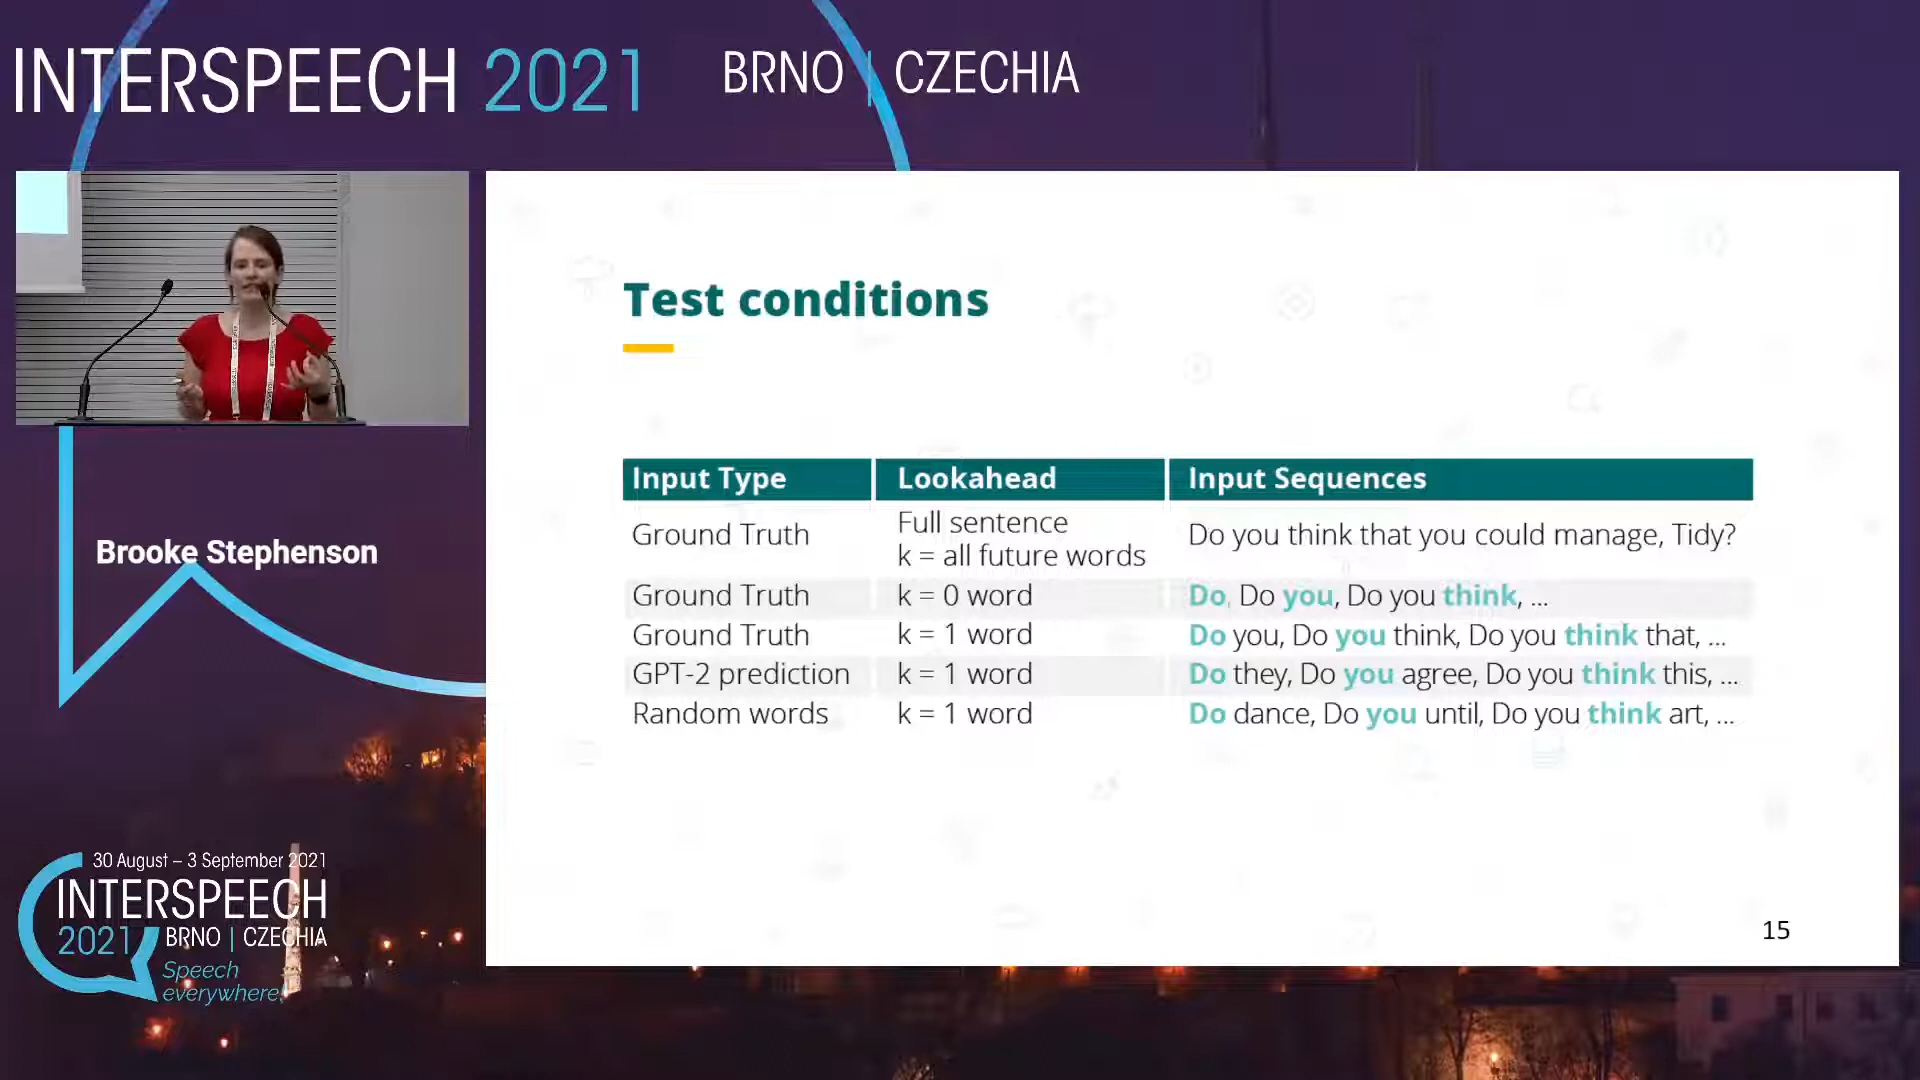 INTERSPEECH 2021
BRNO | CZECHIA
Brooke Stephenson
Test conditions
Input Type Lookahead Input Sequences
Ground Truth Full sentence
k = all future words Do you think that you could manage, Tidy?
Ground Truth k = 0 word Do, Do you, Do you think, ...
Ground Truth k = 1 word Do you, Do you think, Do you think that, ...
GPT-2 prediction k = 1 word Do they, Do you agree, Do you think this, ...
Random words k = 1 word Do dance, Do you until, Do you think art, ...
15
30 August – 3 September 2021
INTERSPEECH
2021 BRNO | CZECHIA
Speech
everywhere!